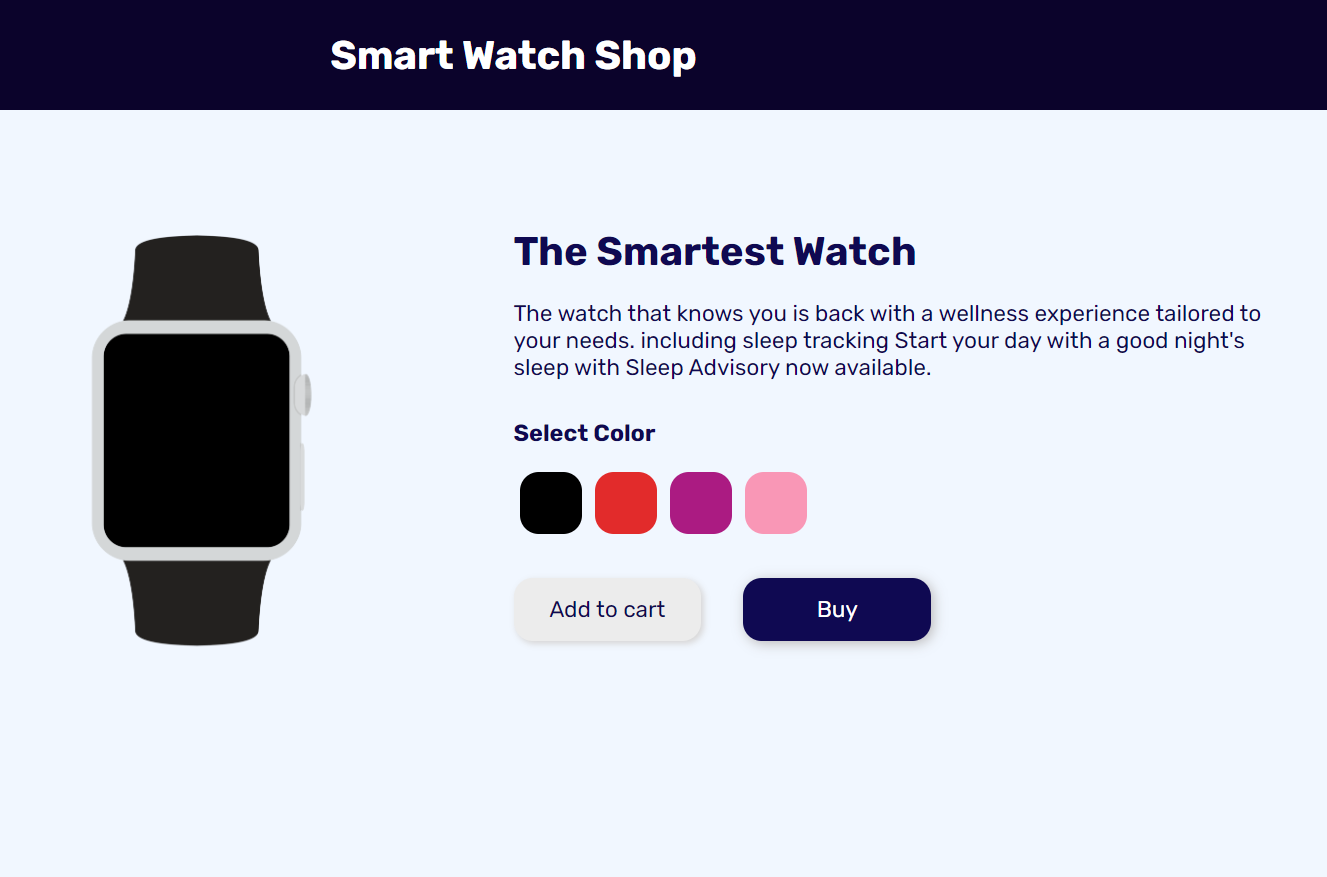 Smart Watch Shop
The Smartest Watch
The watch that knows you is back with a wellness experience tailored to
your needs. including sleep tracking Start your day with a good night's
sleep with Sleep Advisory now available.
Select Color
Add to cart
Buy